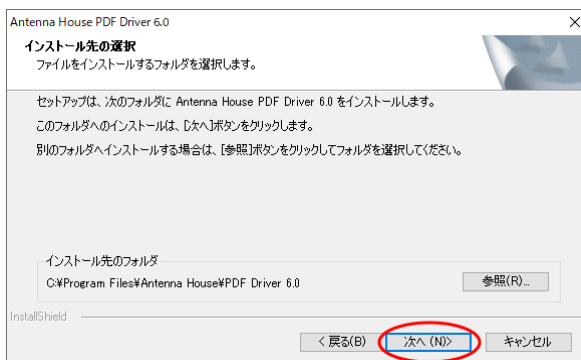 Antenna House PDF Driver 6.0
インストール先の選択
ファイルをインストールするフォルダを選択します。
セットアップは、次のフォルダに Antenna House PDF Driver 6.0 をインストールします。
このフォルダへのインストールは、[次へ]ボタンをクリックします。
別のフォルダへインストールする場合は、[参照]ボタンをクリックしてフォルダを選択してください。
インストール先のフォルダ
C:¥Program Files¥Antenna House¥PDF Driver 6.0
参照(R)...
InstallShield
< 戻る(B)
次へ (N)>
キャンセル